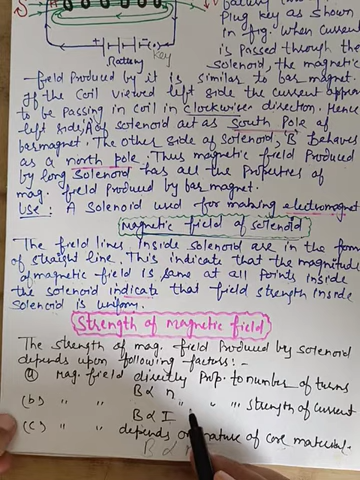 battery
plug key as shown
in fig. when current
is passed through the
S
+
Battery
key
solenoid, the magnetic
field produced by it is similar to bar magnet.
If the coil viewed left side the current appear
to be passing in coil in clockwise direction. Hence
left side, A of solenoid act as south pole of
barmagnet. The other side of solenoid, B behaves
as a north pole. Thus magnetic field produced
by long solenoid has all the properties of
mag. field produced by bar magnet.
Use: A solenoid used for making electromagnet
Magnetic field of solenoid
The field lines inside solenoid are in the form
of straight line. This indicate that the magnitude
of magnetic field is same at all points inside
the solenoid indicate that field strength inside
solenoid is uniform.
Strength of magnetic field
The strength of mag. field produced by solenoid
depends upon following factors:-
(a) Mag. field directly prop. to number of turns
B ∝ n
(b) " " " " " strength of current
B ∝ I
(c) " " depends on nature of core material.
B ∝